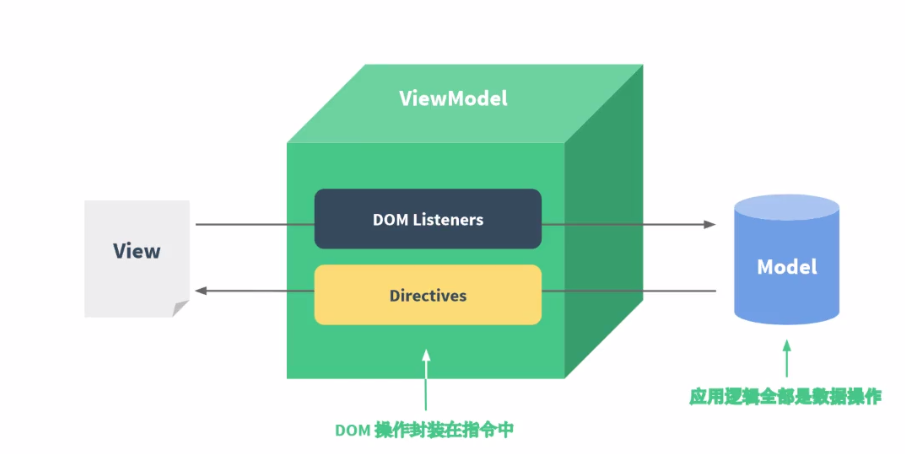 ViewModel
DOM Listeners
View
Model
Directives
应用逻辑全部是数据操作
DOM 操作封装在指令中